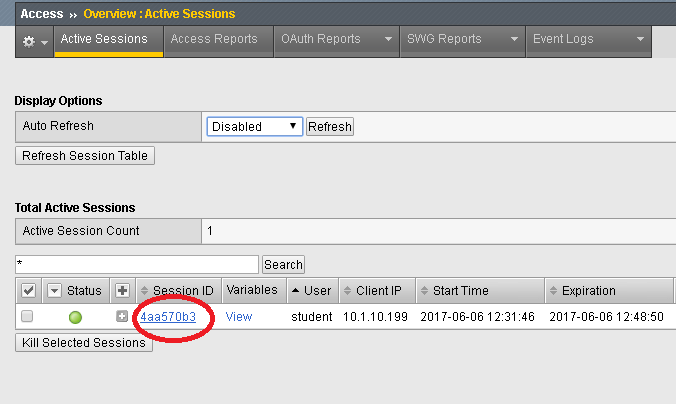 Access ›› Overview : Active Sessions
Active Sessions Access Reports OAuth Reports SWG Reports Event Logs
Display Options
Auto Refresh Disabled Refresh
Refresh Session Table
Total Active Sessions
Active Session Count 1
* Search
Status Session ID Variables User Client IP Start Time Expiration
4aa570b3 View student 10.1.10.199 2017-06-06 12:31:46 2017-06-06 12:48:50
Kill Selected Sessions